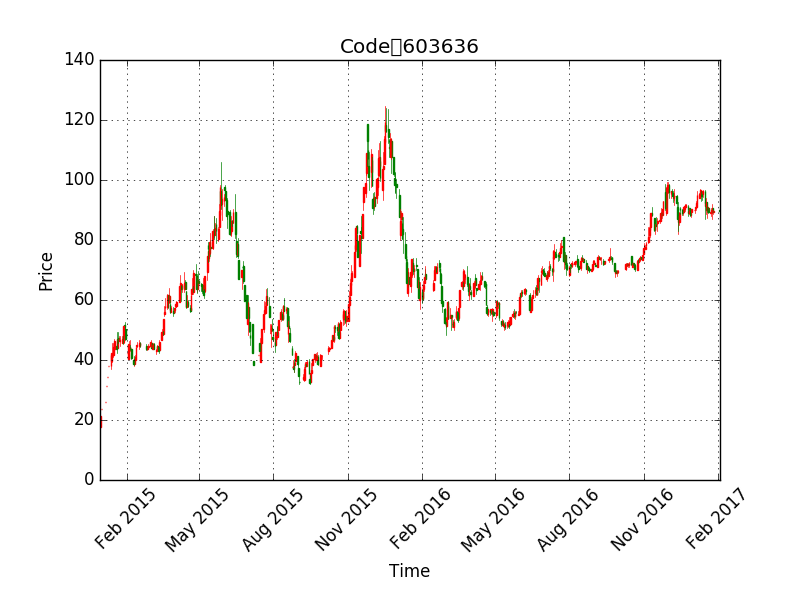 Code▯603636
140
120
100
80
60
40
20
0
Price
Feb 2015
May 2015
Aug 2015
Nov 2015
Feb 2016
May 2016
Aug 2016
Nov 2016
Feb 2017
Time